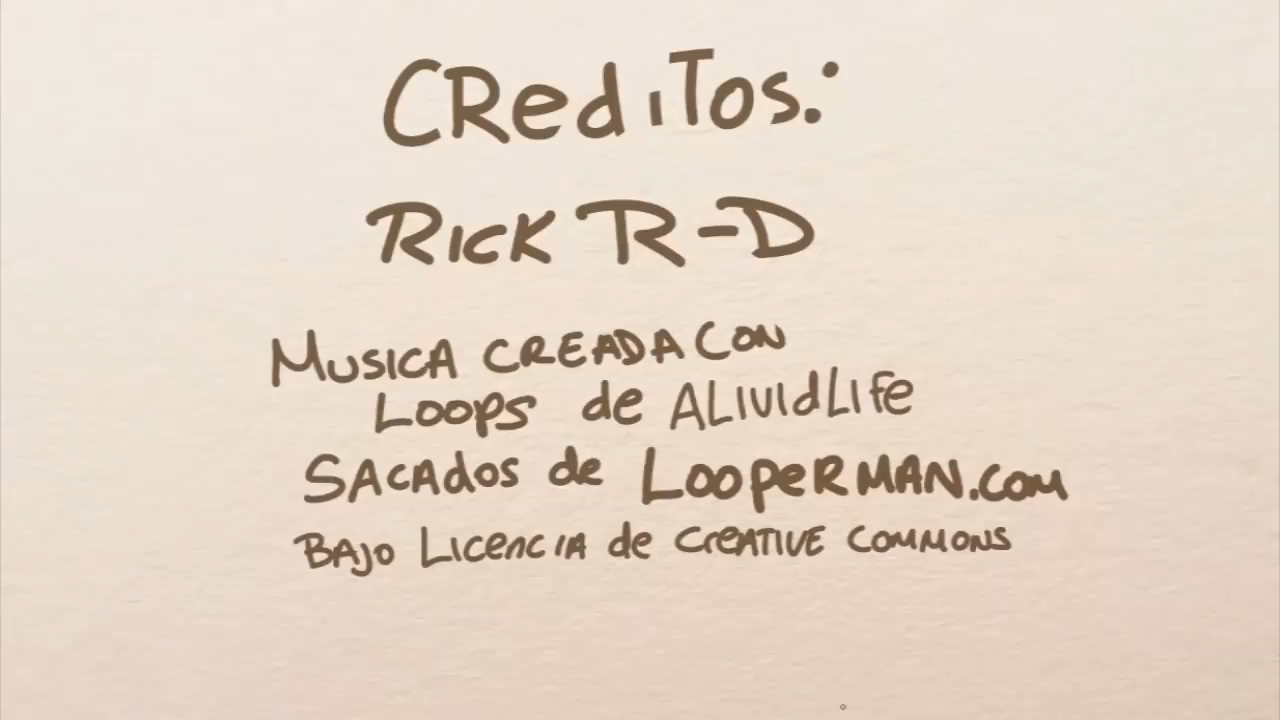 CReditos:
RICK R-D
MUSICA CREADA CON
LOOPS de ALIVIdLIfe
SACAdos de LOOpeRMAN.com
BAJO LICencIA de CReATIVE COMMONS